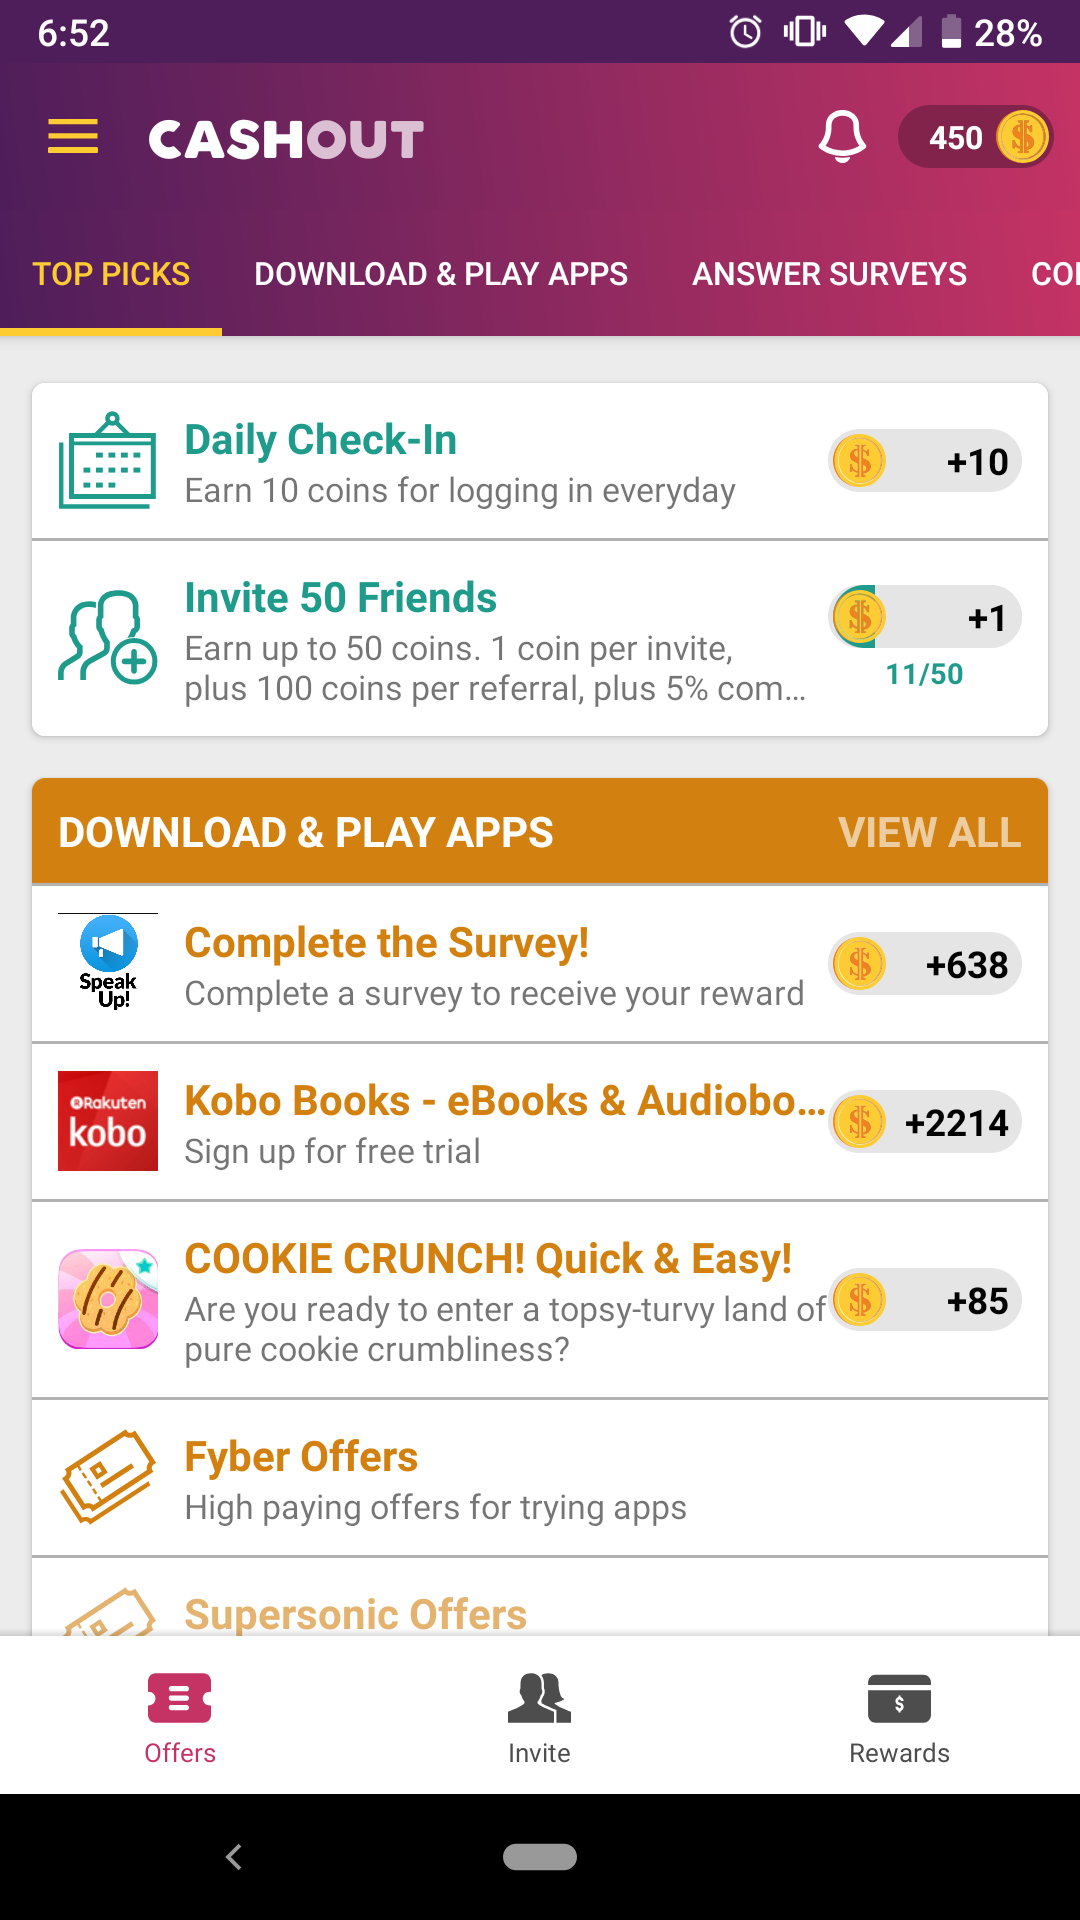 6:52
28%
CASHOUT
450
TOP PICKS
DOWNLOAD & PLAY APPS
ANSWER SURVEYS
Daily Check-In
Earn 10 coins for logging in everyday
+10
Invite 50 Friends
Earn up to 50 coins. 1 coin per invite,
plus 100 coins per referral, plus 5% com...
+1
11/50
DOWNLOAD & PLAY APPS
VIEW ALL
Speak
Up!
Complete the Survey!
Complete a survey to receive your reward
+638
Rakuten
kobo
Kobo Books - eBooks & Audiobo...
Sign up for free trial
+2214
COOKIE CRUNCH! Quick & Easy!
Are you ready to enter a topsy-turvy land of
pure cookie crumbliness?
+85
Fyber Offers
High paying offers for trying apps
Supersonic Offers
Offers
Invite
Rewards